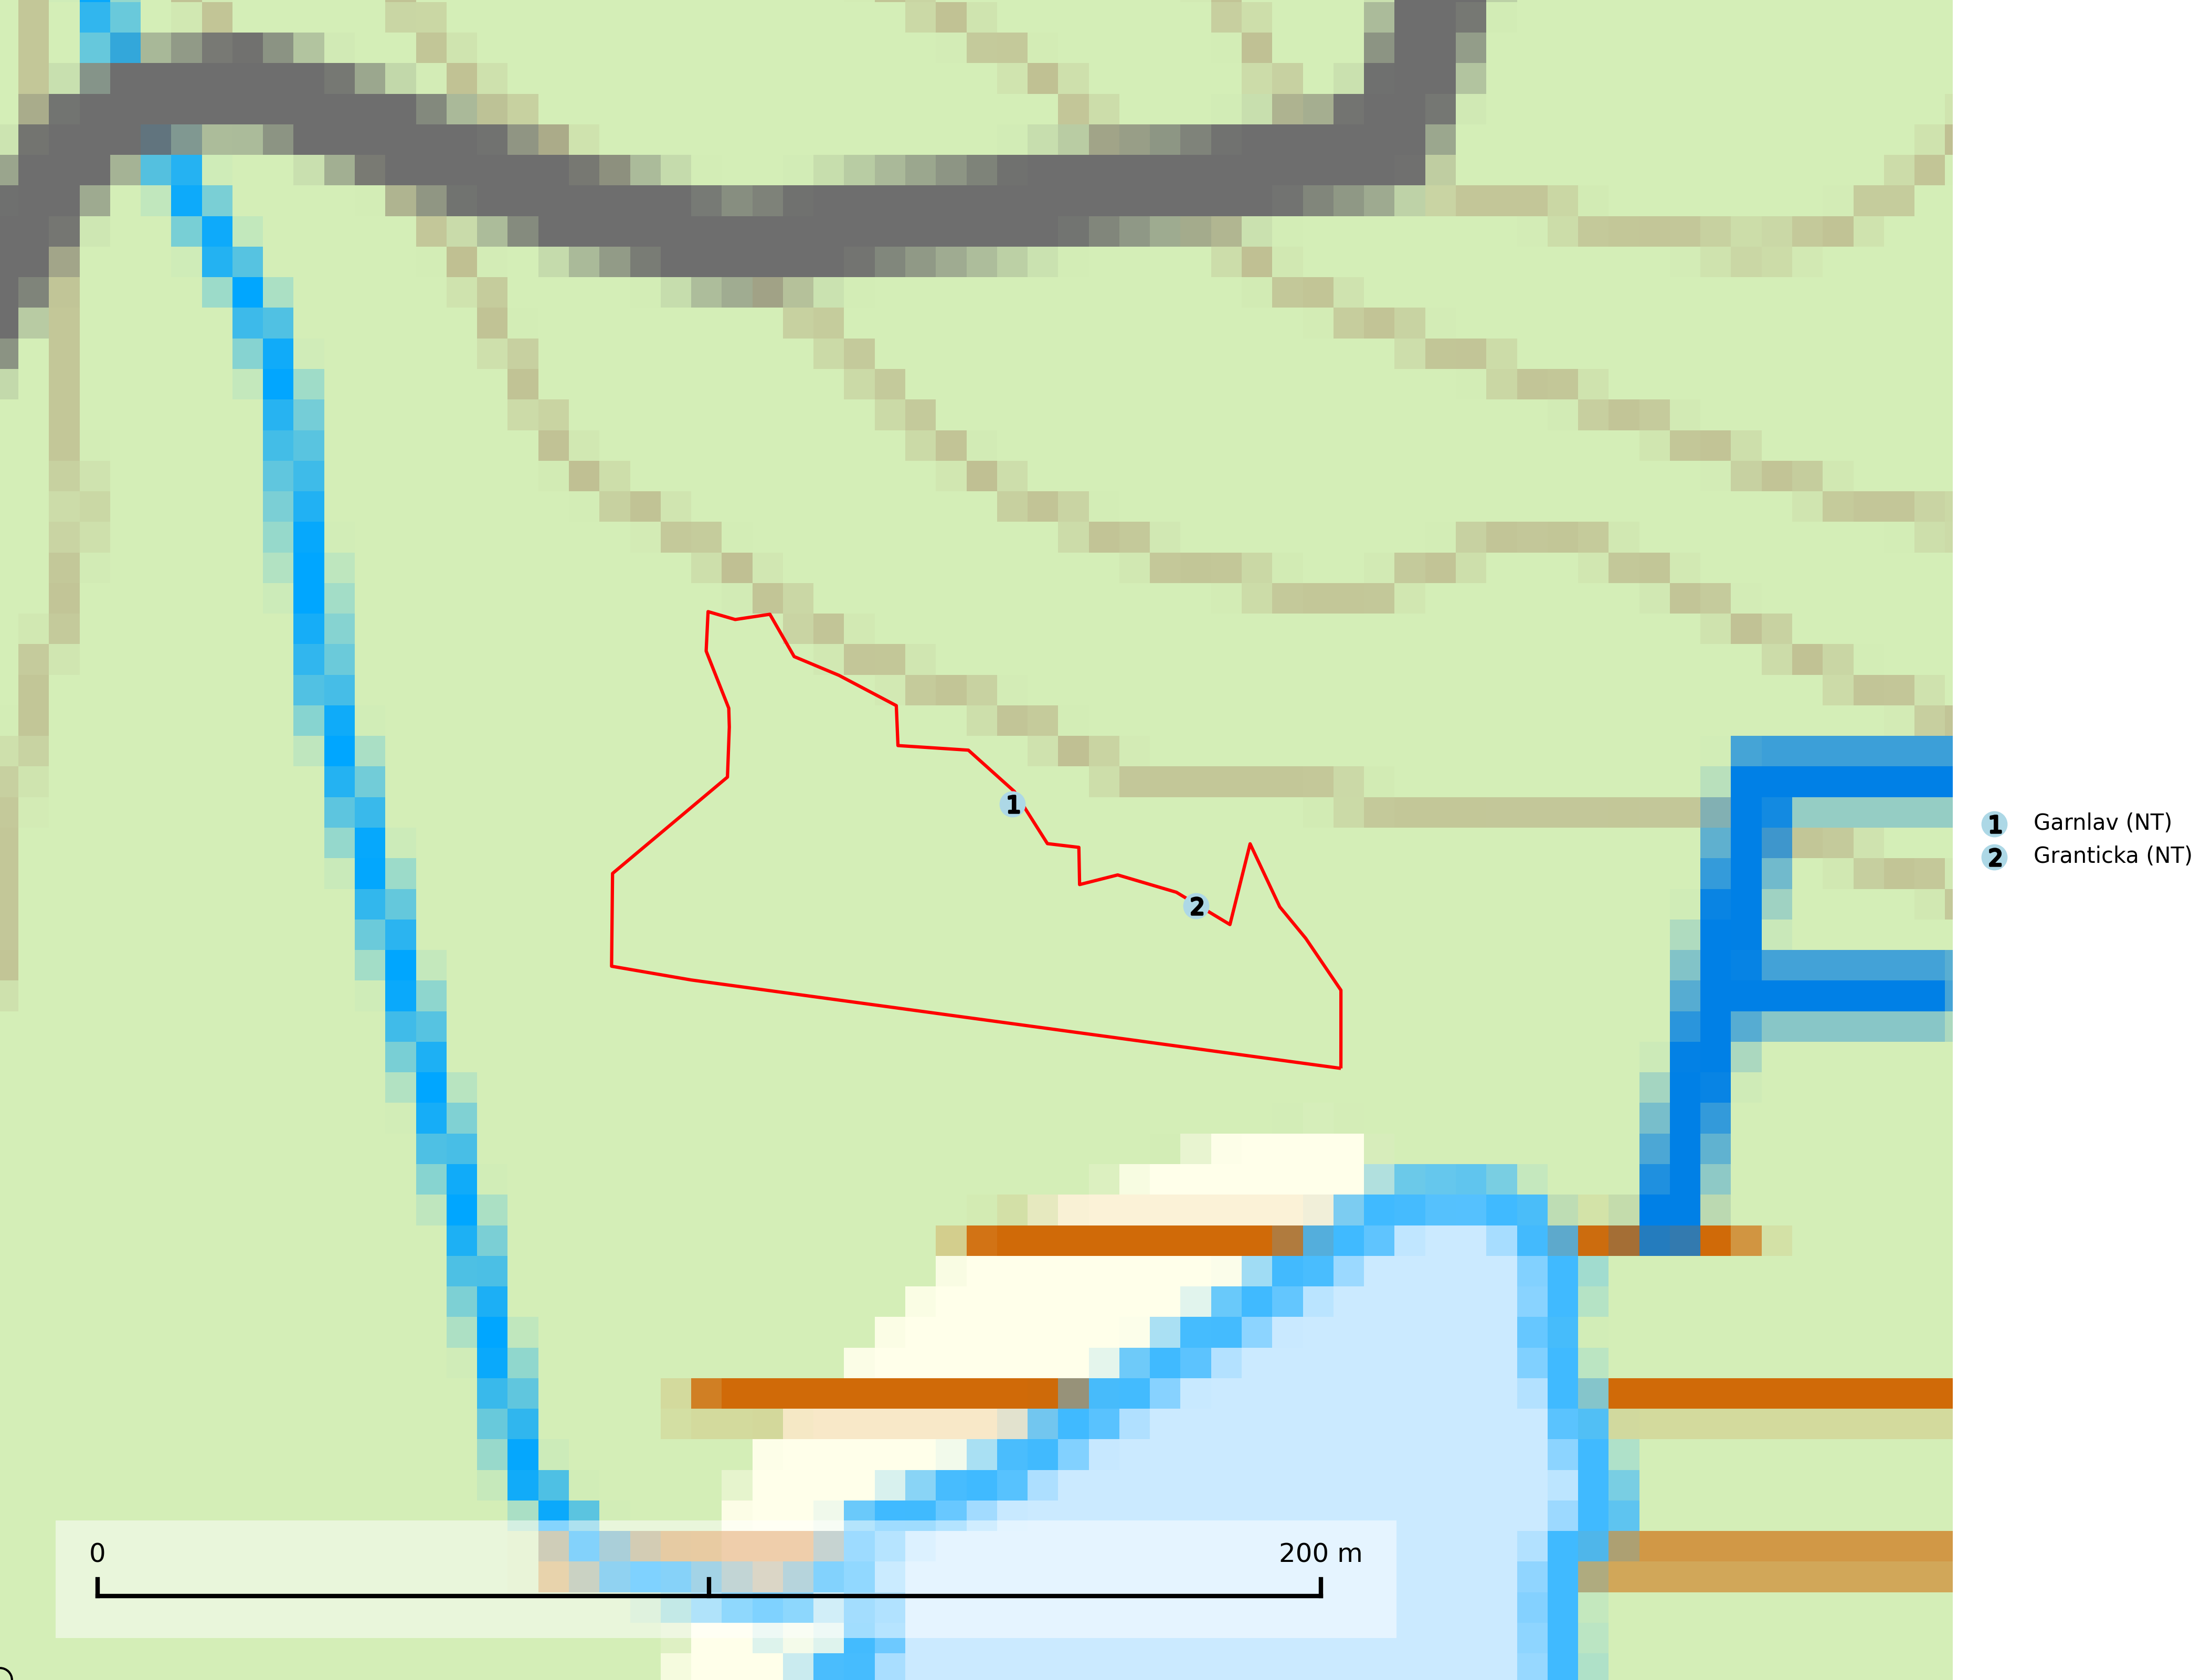 1
2
1 Garnlav (NT)
2 Granticka (NT)
0 200 m